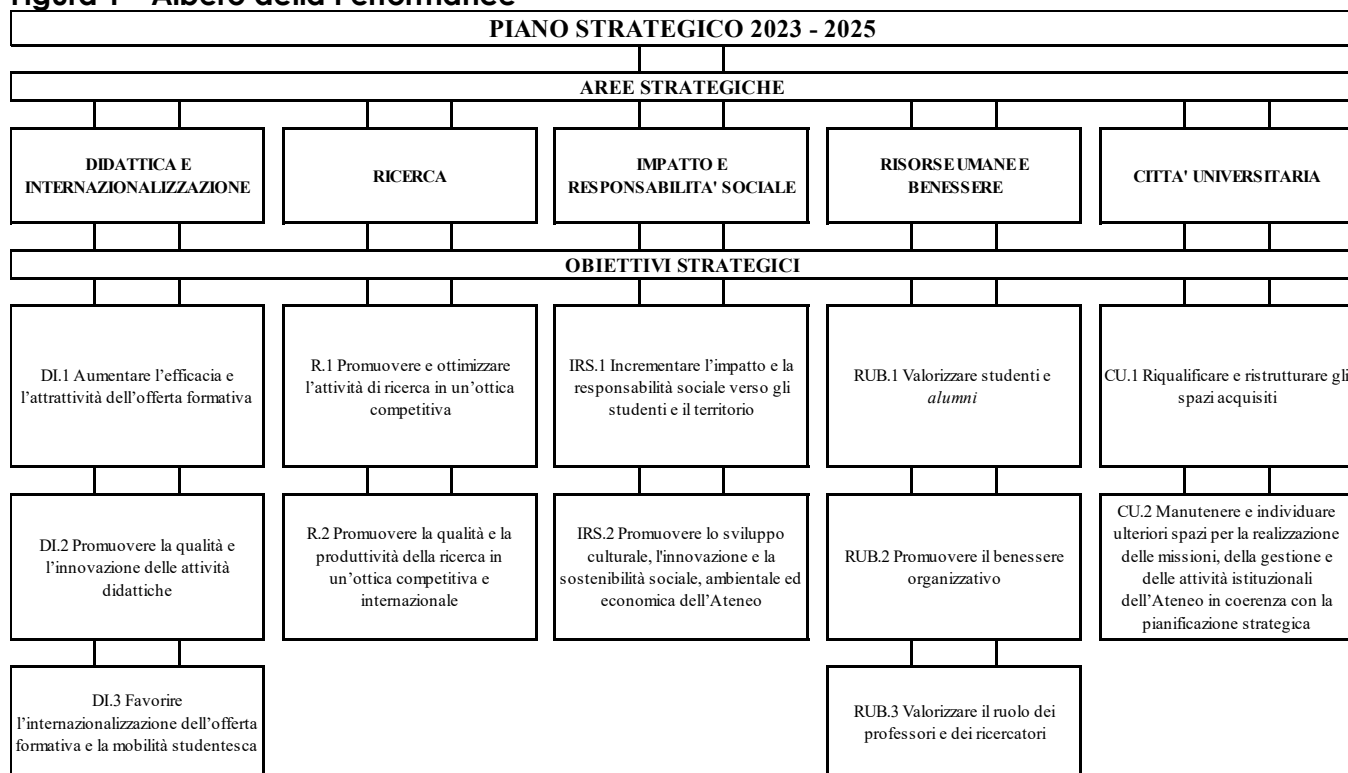 Figura 1 – Albero della Performance
PIANO STRATEGICO 2023 - 2025
AREE STRATEGICHE
DIDATTICA E
INTERNAZIONALIZZAZIONE
RICERCA
IMPATTO E
RESPONSABILITA' SOCIALE
RISORSE UMANE E
BENESSERE
CITTA' UNIVERSITARIA
OBIETTIVI STRATEGICI
DI.1 Aumentare l’efficacia e
l’attrattività dell’offerta formativa
R.1 Promuovere e ottimizzare
l’attività di ricerca in un’ottica
competitiva
IRS.1 Incrementare l’impatto e la
responsabilità sociale verso gli
studenti e il territorio
RUB.1 Valorizzare studenti e
alumni
CU.1 Riqualificare e ristrutturare gli
spazi acquisiti
DI.2 Promuovere la qualità e
l’innovazione delle attività
didattiche
R.2 Promuovere la qualità e la
produttività della ricerca in
un’ottica competitiva e
internazionale
IRS.2 Promuovere lo sviluppo
culturale, l'innovazione e la
sostenibilità sociale, ambientale ed
economica dell’Ateneo
RUB.2 Promuovere il benessere
organizzativo
CU.2 Manutenere e individuare
ulteriori spazi per la realizzazione
delle missioni, della gestione e
delle attività istituzionali
dell’Ateneo in coerenza con la
pianificazione strategica
DI.3 Favorire
l’internazionalizzazione dell’offerta
formativa e la mobilità studentesca
RUB.3 Valorizzare il ruolo dei
professori e dei ricercatori